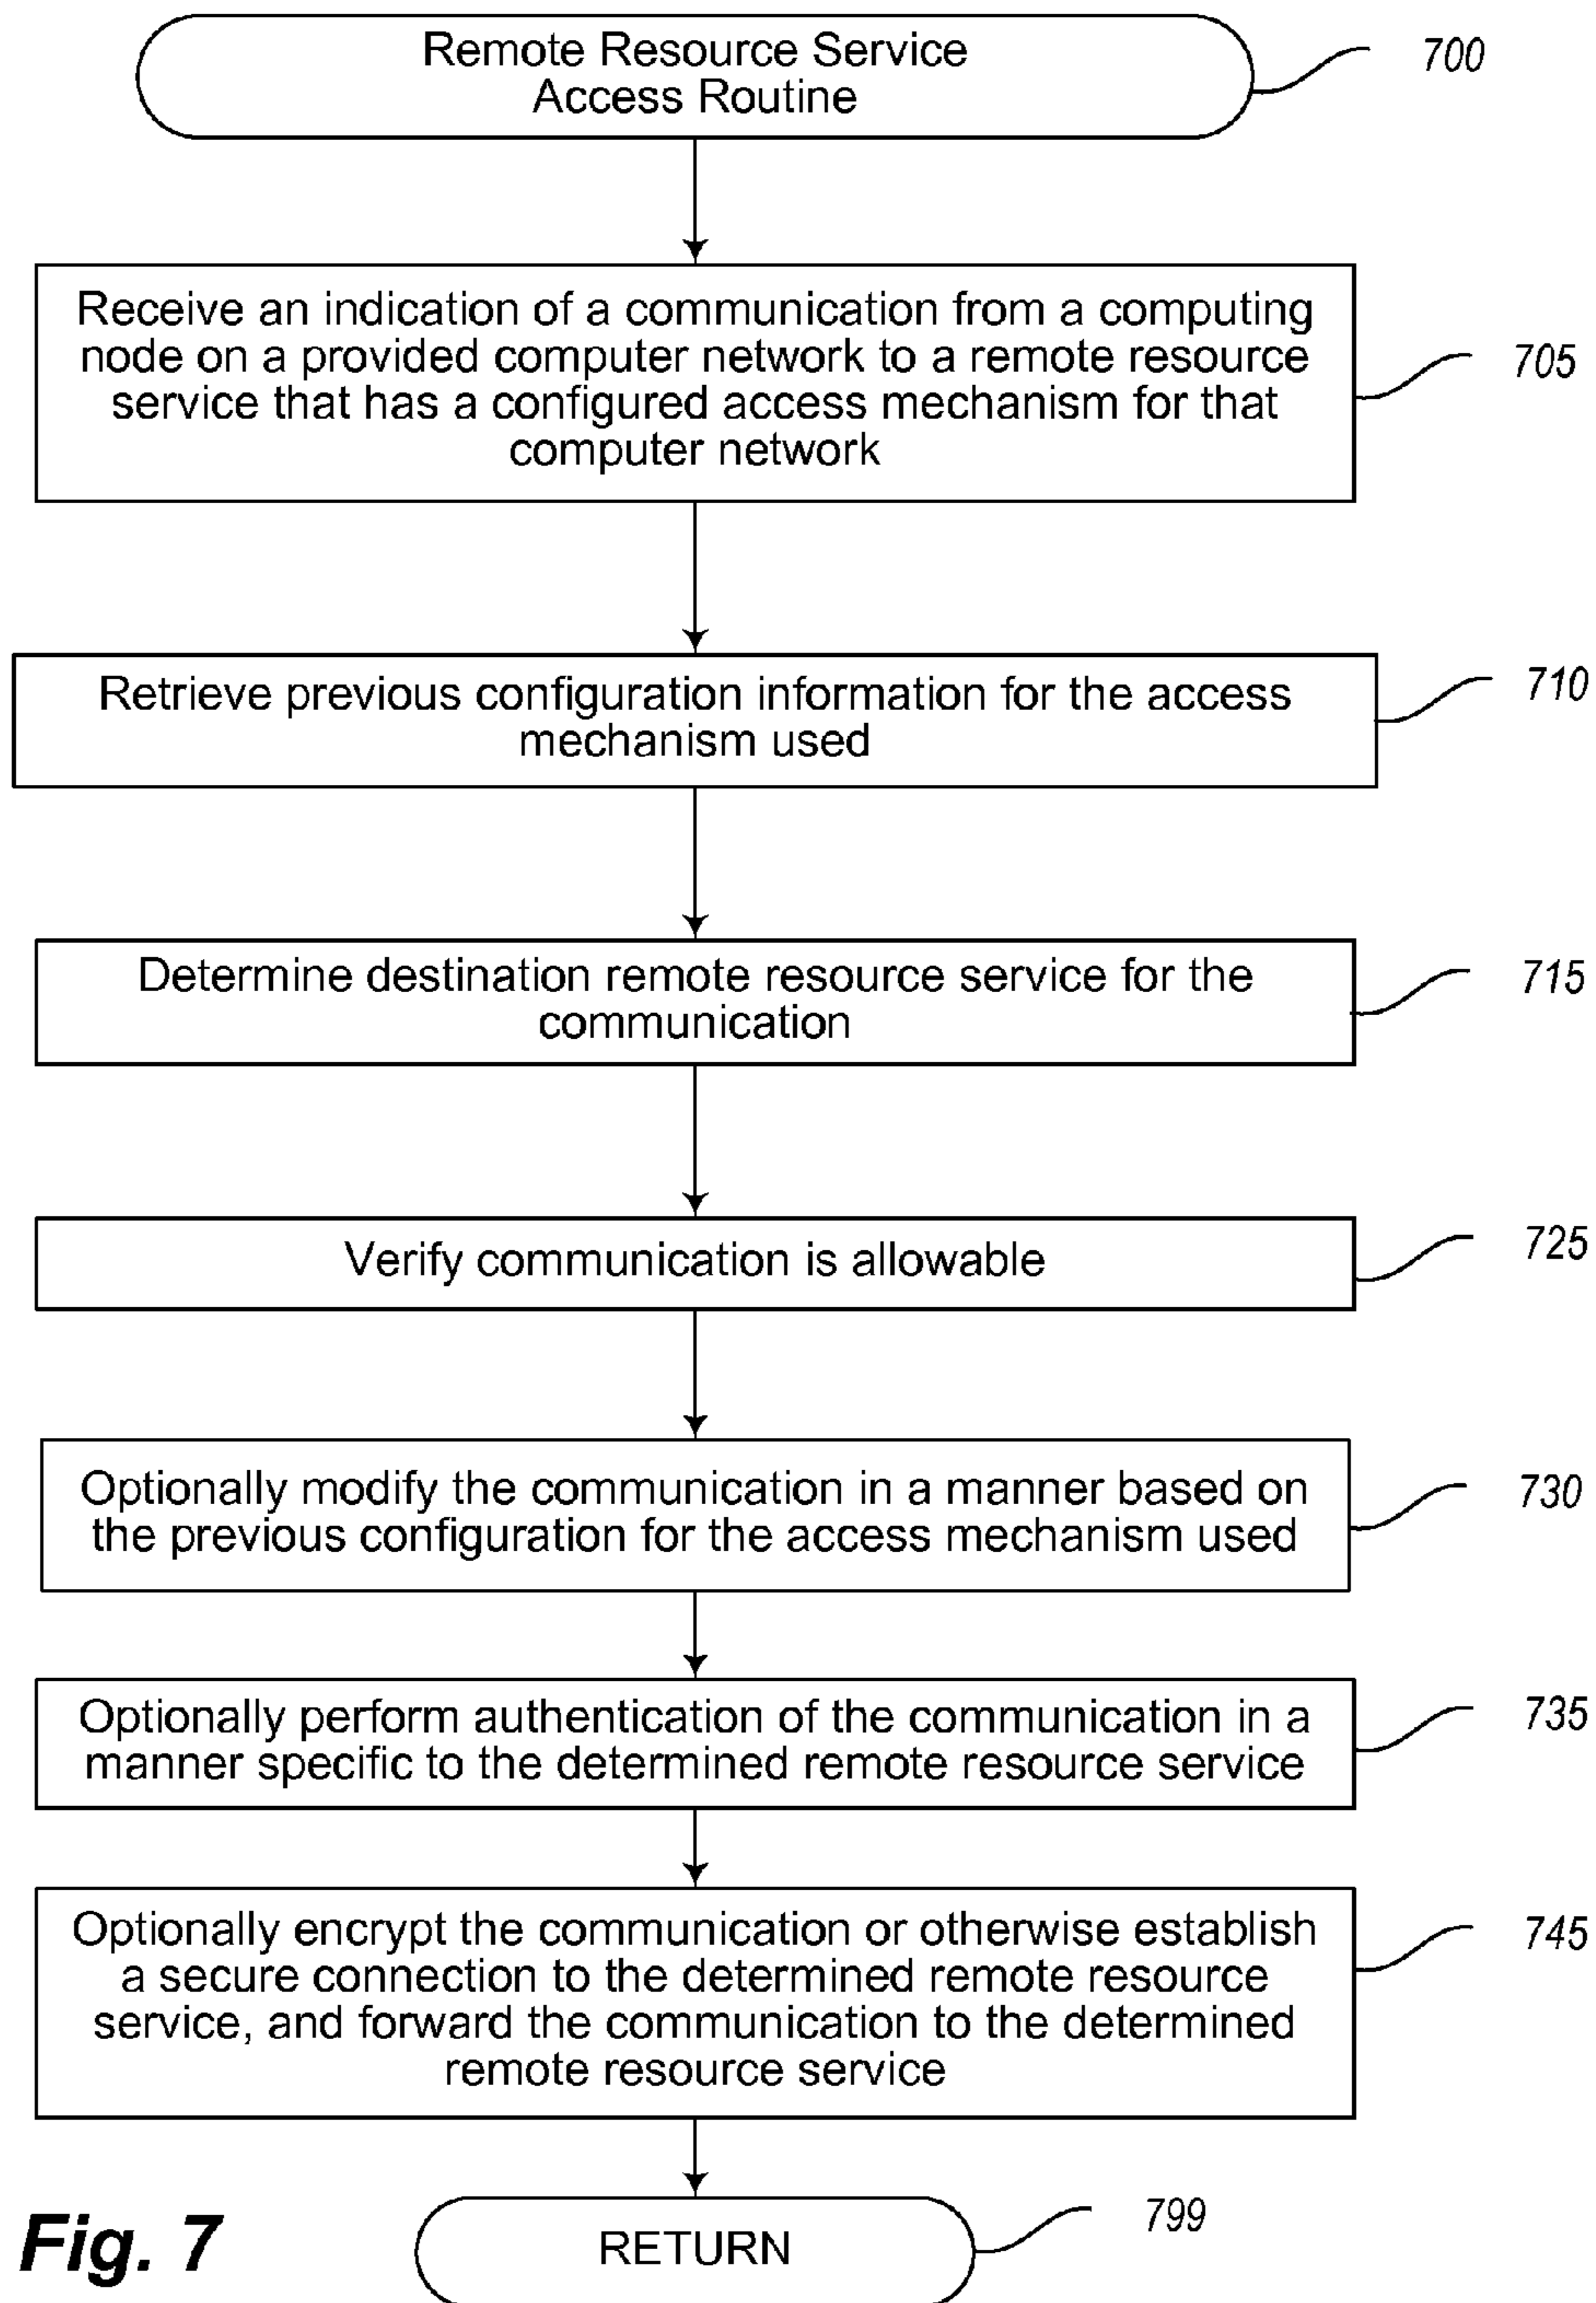 Remote Resource Service
Access Routine
700
Receive an indication of a communication from a computing
node on a provided computer network to a remote resource
service that has a configured access mechanism for that
computer network
705
Retrieve previous configuration information for the access
mechanism used
710
Determine destination remote resource service for the
communication
715
Verify communication is allowable
725
Optionally modify the communication in a manner based on
the previous configuration for the access mechanism used
730
Optionally perform authentication of the communication in a
manner specific to the determined remote resource service
735
Optionally encrypt the communication or otherwise establish
a secure connection to the determined remote resource
service, and forward the communication to the determined
remote resource service
745
RETURN
799
Fig. 7